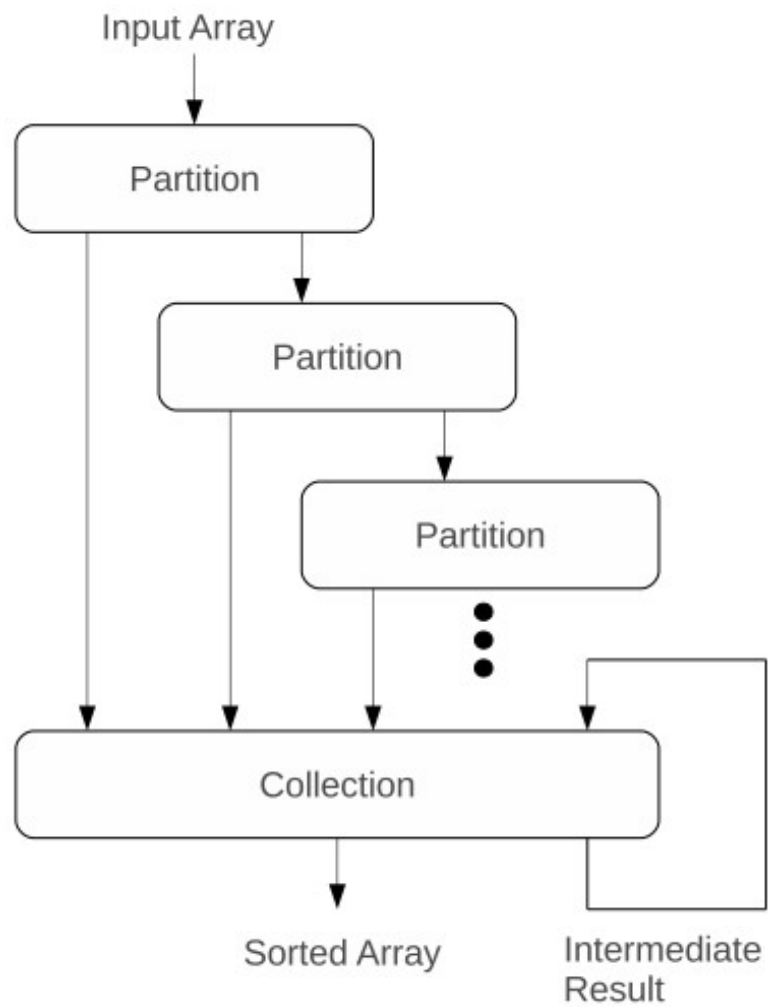 Input Array
Partition
Partition
Partition
Collection
Sorted Array
Intermediate
Result